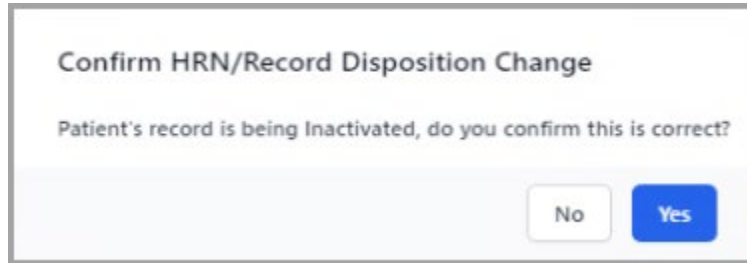 Confirm HRN/Record Disposition Change
Patient's record is being Inactivated, do you confirm this is correct?
No
Yes